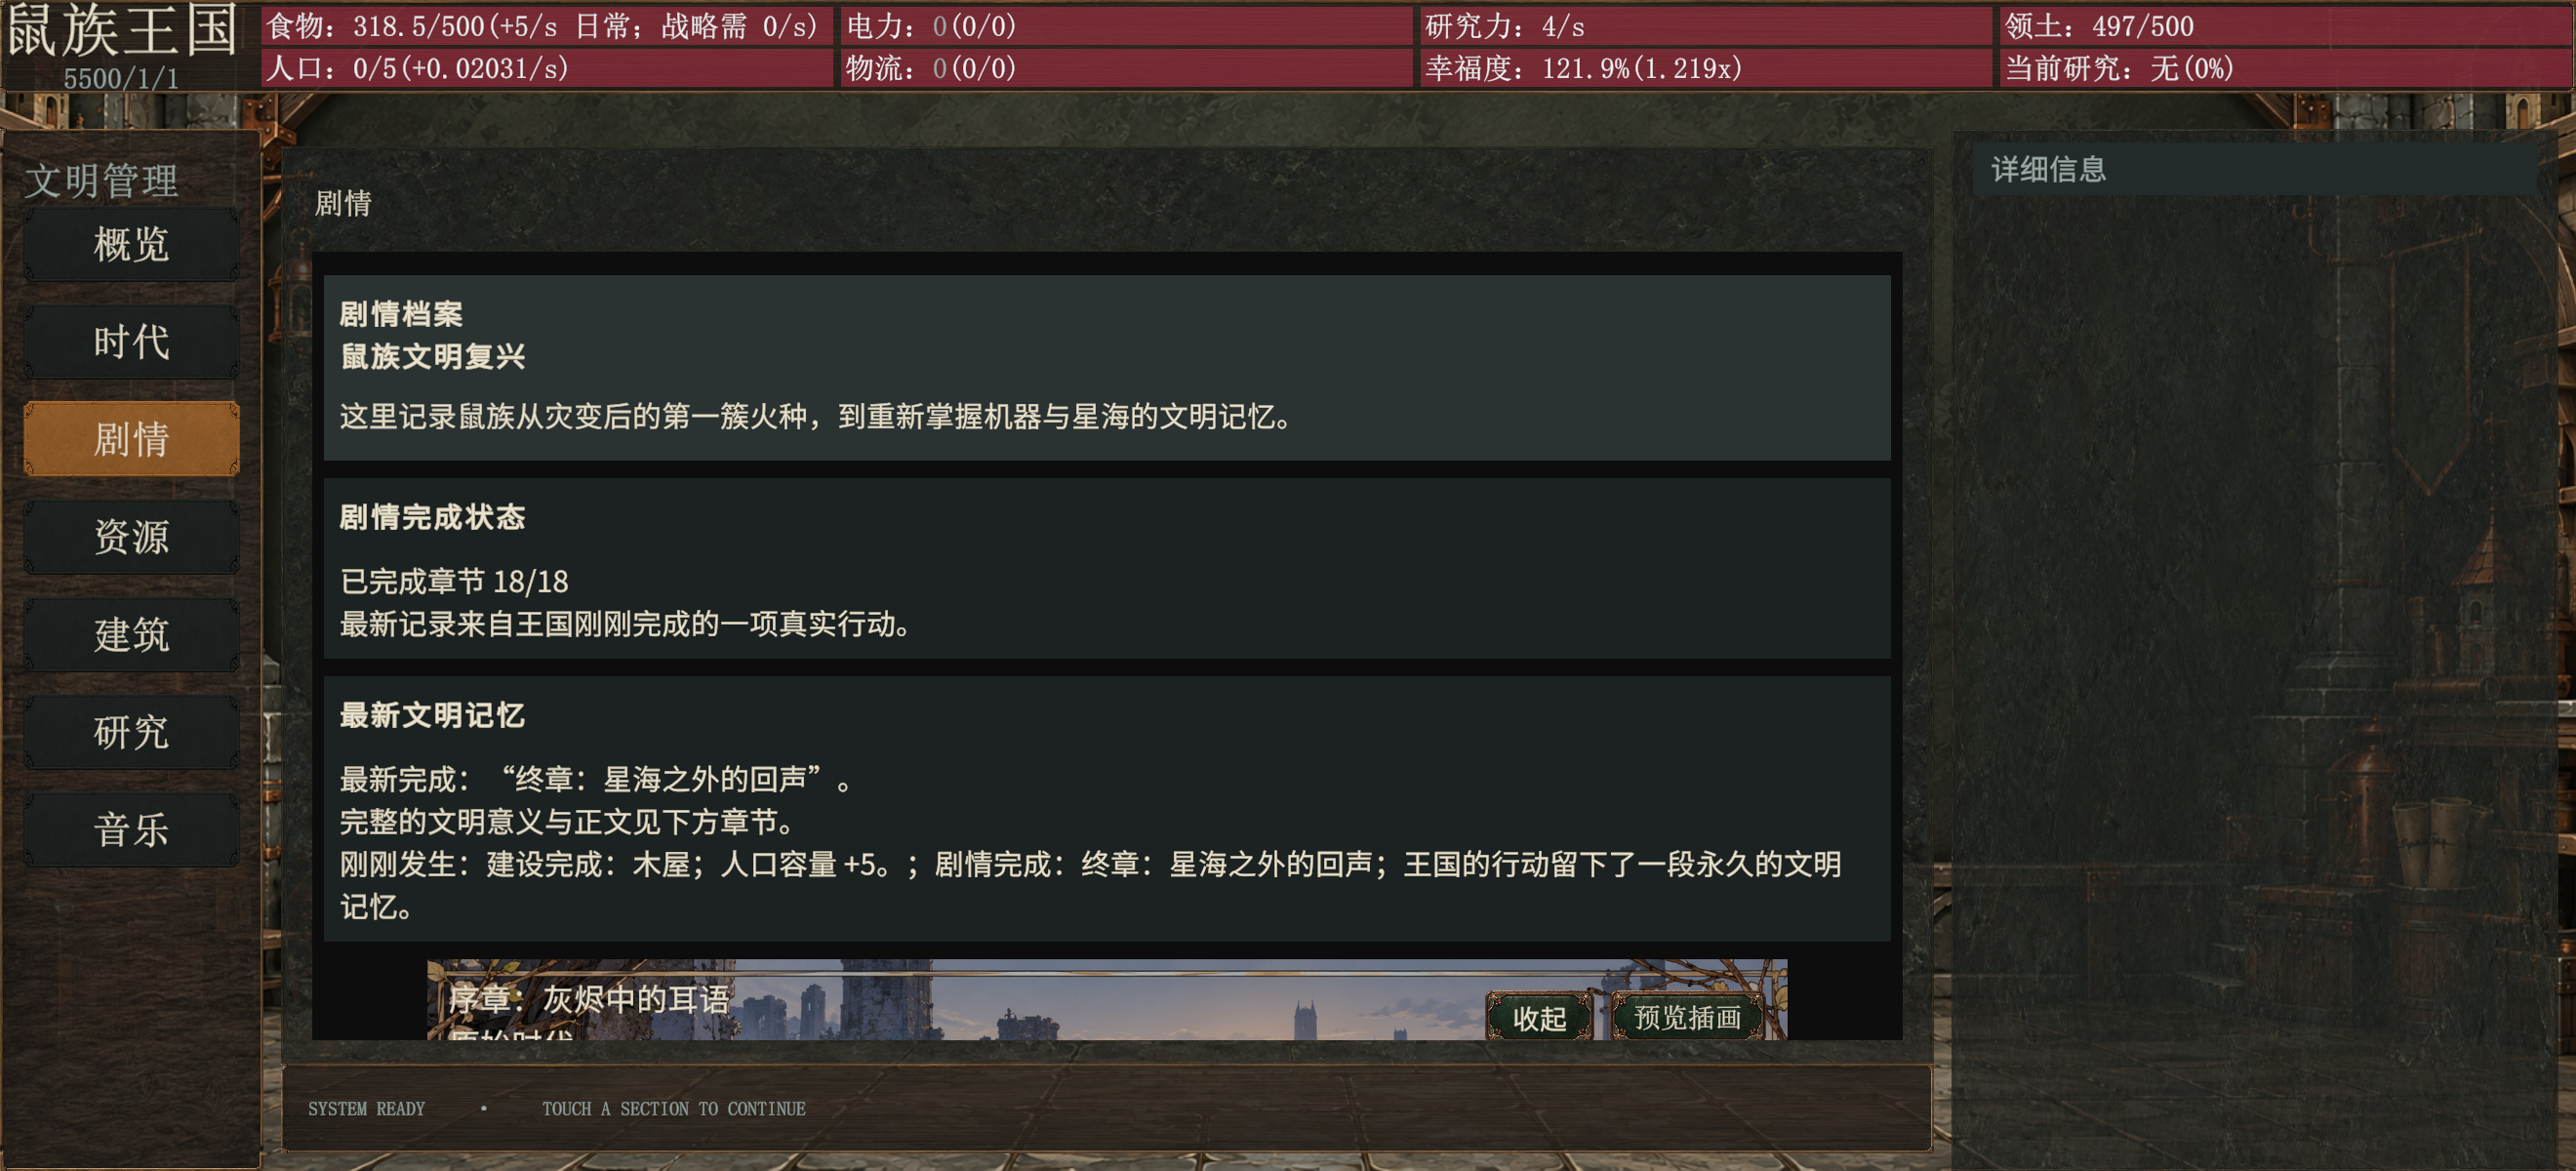 鼠族王国
5500/1/1
食物：318.5/500(+5/s 日常；战略需 0/s)
电力：0(0/0)
研究力：4/s
领土：497/500
人口：0/5(+0.02031/s)
物流：0(0/0)
幸福度：121.9%(1.219x)
当前研究：无(0%)
文明管理
概览
时代
剧情
资源
建筑
研究
音乐
剧情
剧情档案
鼠族文明复兴
这里记录鼠族从灾变后的第一簇火种，到重新掌握机器与星海的文明记忆。
剧情完成状态
已完成章节 18/18
最新记录来自王国刚刚完成的一项真实行动。
最新文明记忆
最新完成：“终章：星海之外的回声”。
完整的文明意义与正文见下方章节。
刚刚发生：建设完成：木屋；人口容量 +5。；剧情完成：终章：星海之外的回声；王国的行动留下了一段永久的文明
记忆。
序章：灰烬中的耳语
收起
预览插画
原始时代
SYSTEM READY • TOUCH A SECTION TO CONTINUE
详细信息